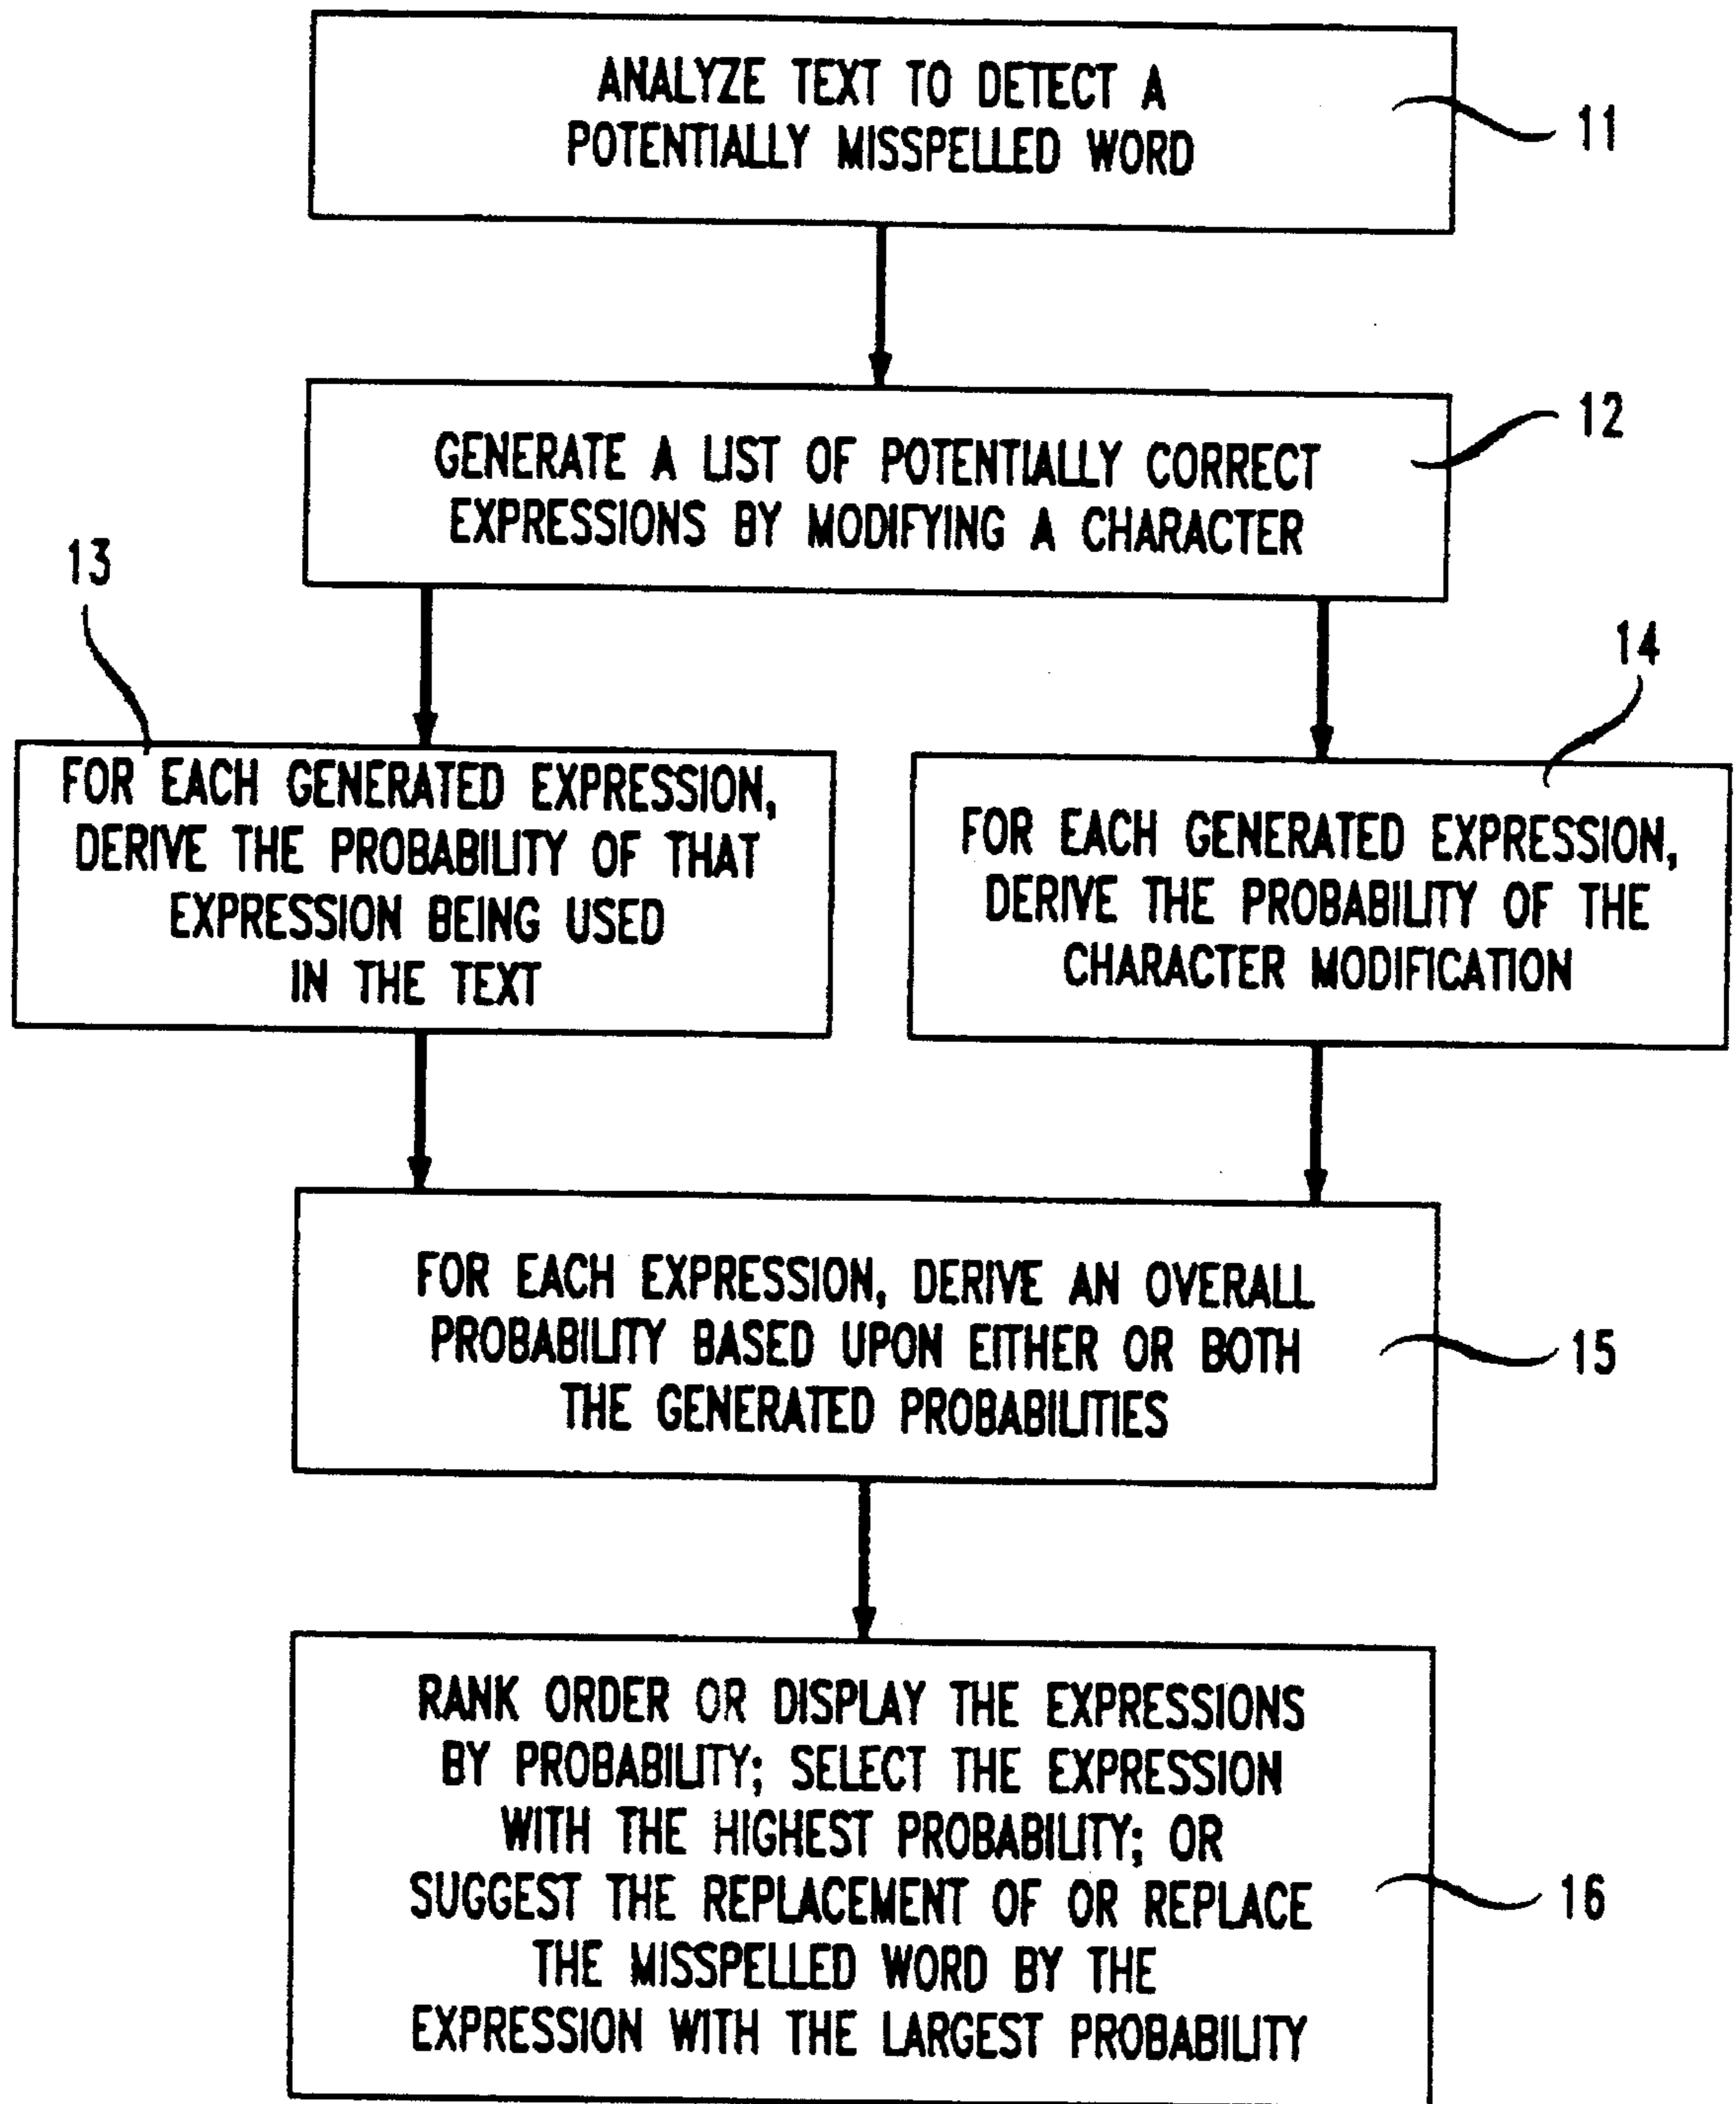 ANALYZE TEXT TO DETECT A
POTENTIALLY MISSPELLED WORD
11
GENERATE A LIST OF POTENTIALLY CORRECT
EXPRESSIONS BY MODIFYING A CHARACTER
12
13
FOR EACH GENERATED EXPRESSION,
DERIVE THE PROBABILITY OF THAT
EXPRESSION BEING USED
IN THE TEXT
14
FOR EACH GENERATED EXPRESSION,
DERIVE THE PROBABILITY OF THE
CHARACTER MODIFICATION
FOR EACH EXPRESSION, DERIVE AN OVERALL
PROBABILITY BASED UPON EITHER OR BOTH
THE GENERATED PROBABILITIES
15
RANK ORDER OR DISPLAY THE EXPRESSIONS
BY PROBABILITY; SELECT THE EXPRESSION
WITH THE HIGHEST PROBABILITY; OR
SUGGEST THE REPLACEMENT OF OR REPLACE
THE MISSPELLED WORD BY THE
EXPRESSION WITH THE LARGEST PROBABILITY
16